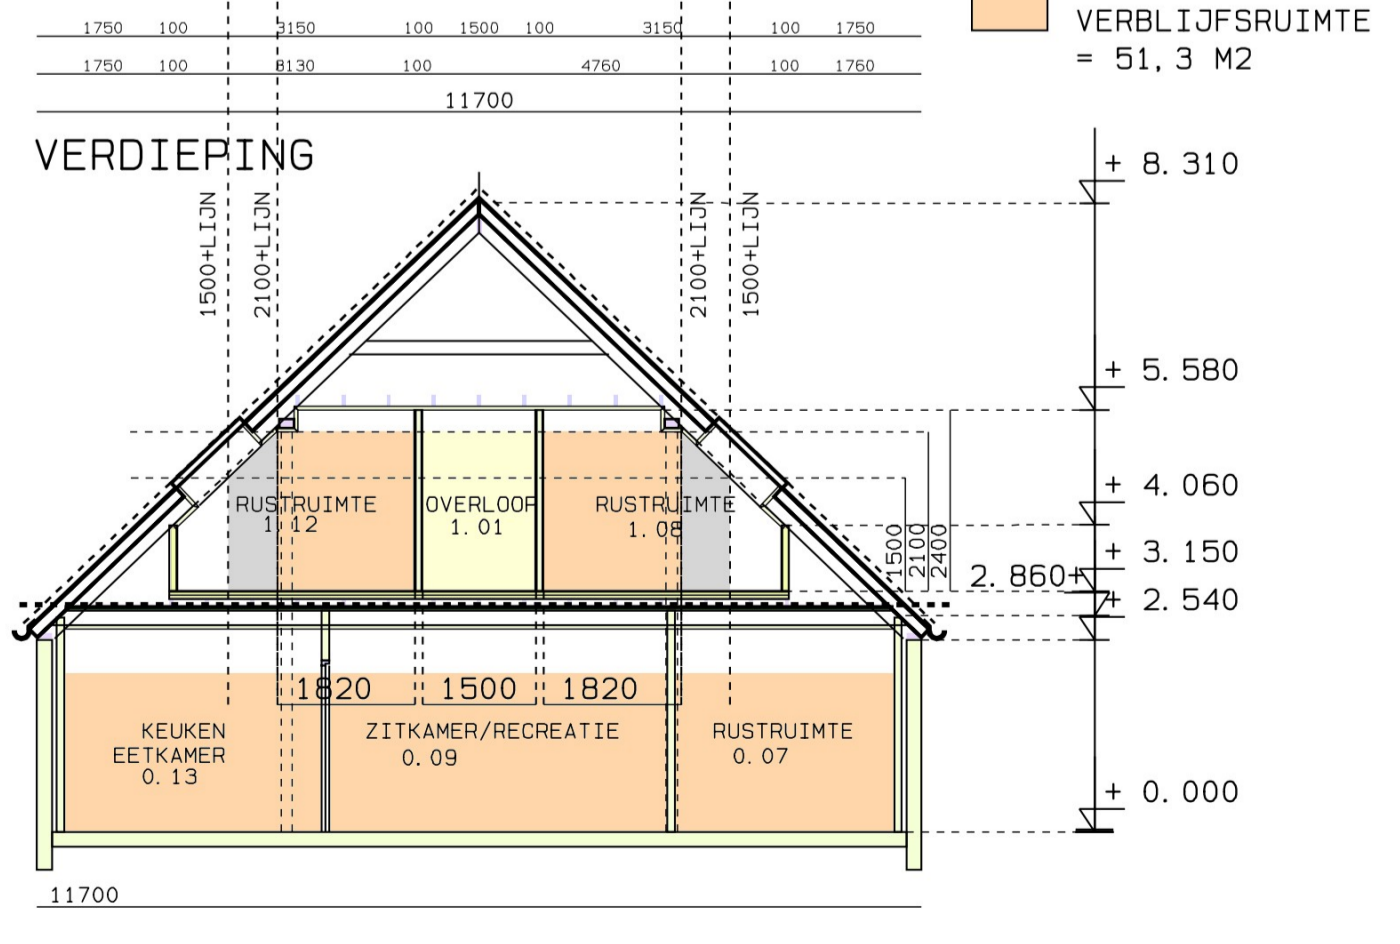 1750 100 3150 100 1500 100 3150 100 1750
VERBLIJFSRUIMTE
= 51,3 M2
1750 100 8130 100 4760 100 1760
11700
VERDIEPING
+ 8.310
1500+LIJN
2100+LIJN
2100+LIJN
1500+LIJN
+ 5.580
+ 4.060
RUSTRUIMTE
1.12
OVERLOOP
1.01
RUSTRUIMTE
1.08
1500
2100
2400
+ 3.150
2.860+
+ 2.540
1820 1500 1820
KEUKEN
EETKAMER
0.13
ZITKAMER/RECREATIE
0.09
RUSTRUIMTE
0.07
+ 0.000
11700